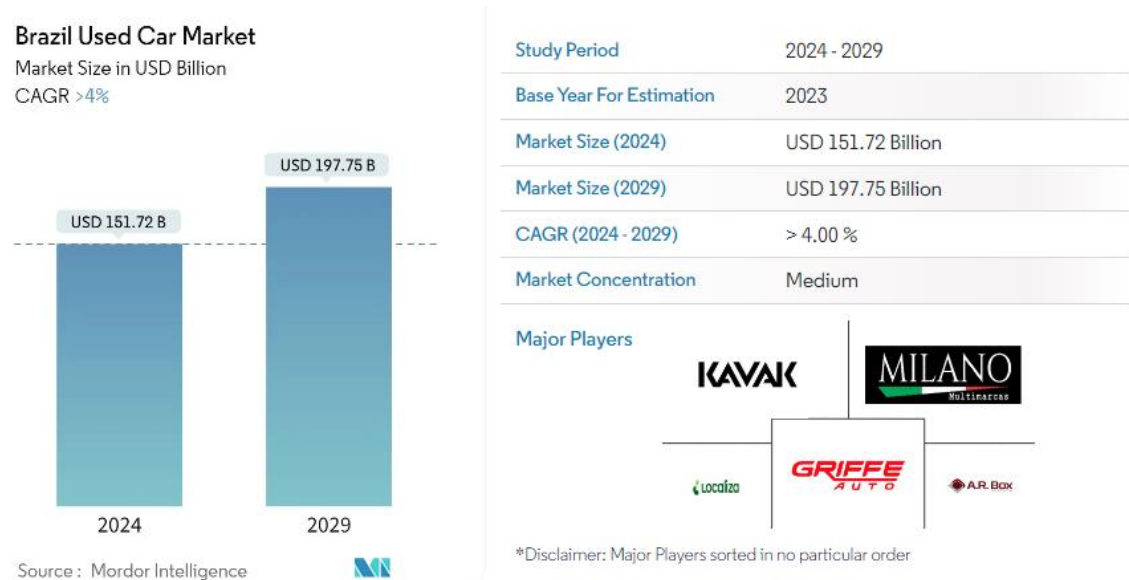 Brazil Used Car Market
Market Size in USD Billion
CAGR >4%
USD 197.75 B
USD 151.72 B
2024
2029
Source : Mordor Intelligence
Study Period 2024 - 2029
Base Year For Estimation 2023
Market Size (2024) USD 151.72 Billion
Market Size (2029) USD 197.75 Billion
CAGR (2024 - 2029) > 4.00 %
Market Concentration Medium
Major Players
KAVAK
MILANO
Multimarcas
Localiza
GRIFFE
AUTO
A.R. Box
*Disclaimer: Major Players sorted in no particular order